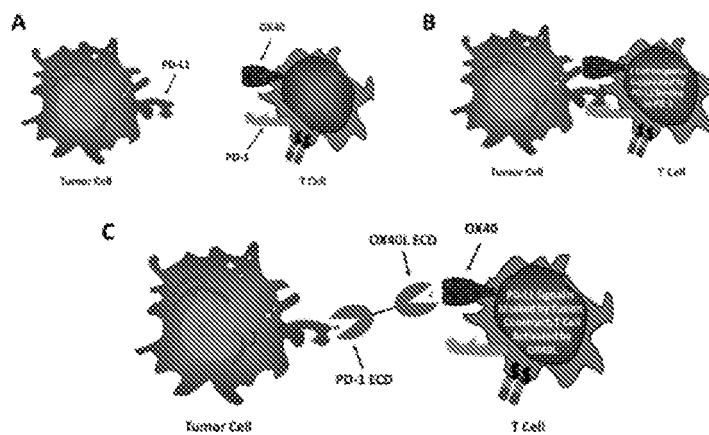 A
OX40
PD-L1
PD-1
Tumor Cell
T Cell
B
Tumor Cell
T Cell
C
OX40L ECD
OX40
PD-1 ECD
Tumor Cell
T Cell